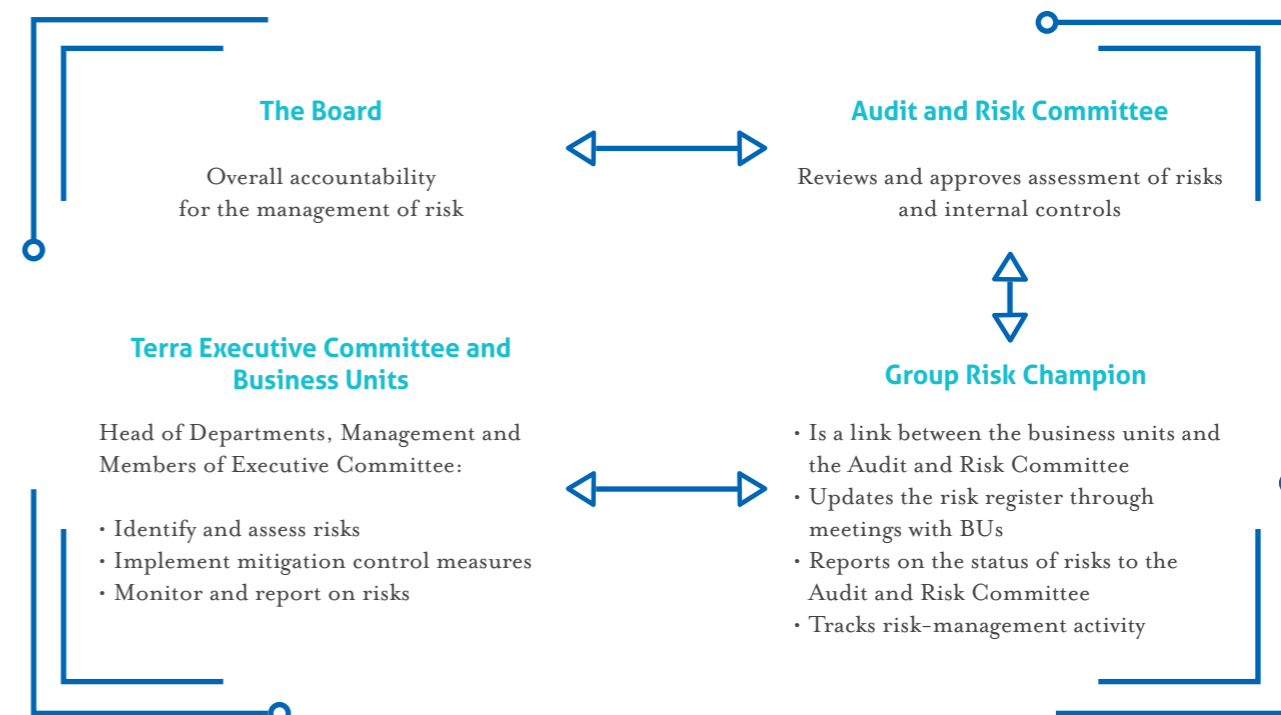 The Board
Overall accountability
for the management of risk
Audit and Risk Committee
Reviews and approves assessment of risks
and internal controls
Terra Executive Committee and
Business Units
Head of Departments, Management and
Members of Executive Committee:
· Identify and assess risks
· Implement mitigation control measures
· Monitor and report on risks
Group Risk Champion
· Is a link between the business units and
the Audit and Risk Committee
· Updates the risk register through
meetings with BUs
· Reports on the status of risks to the
Audit and Risk Committee
· Tracks risk-management activity